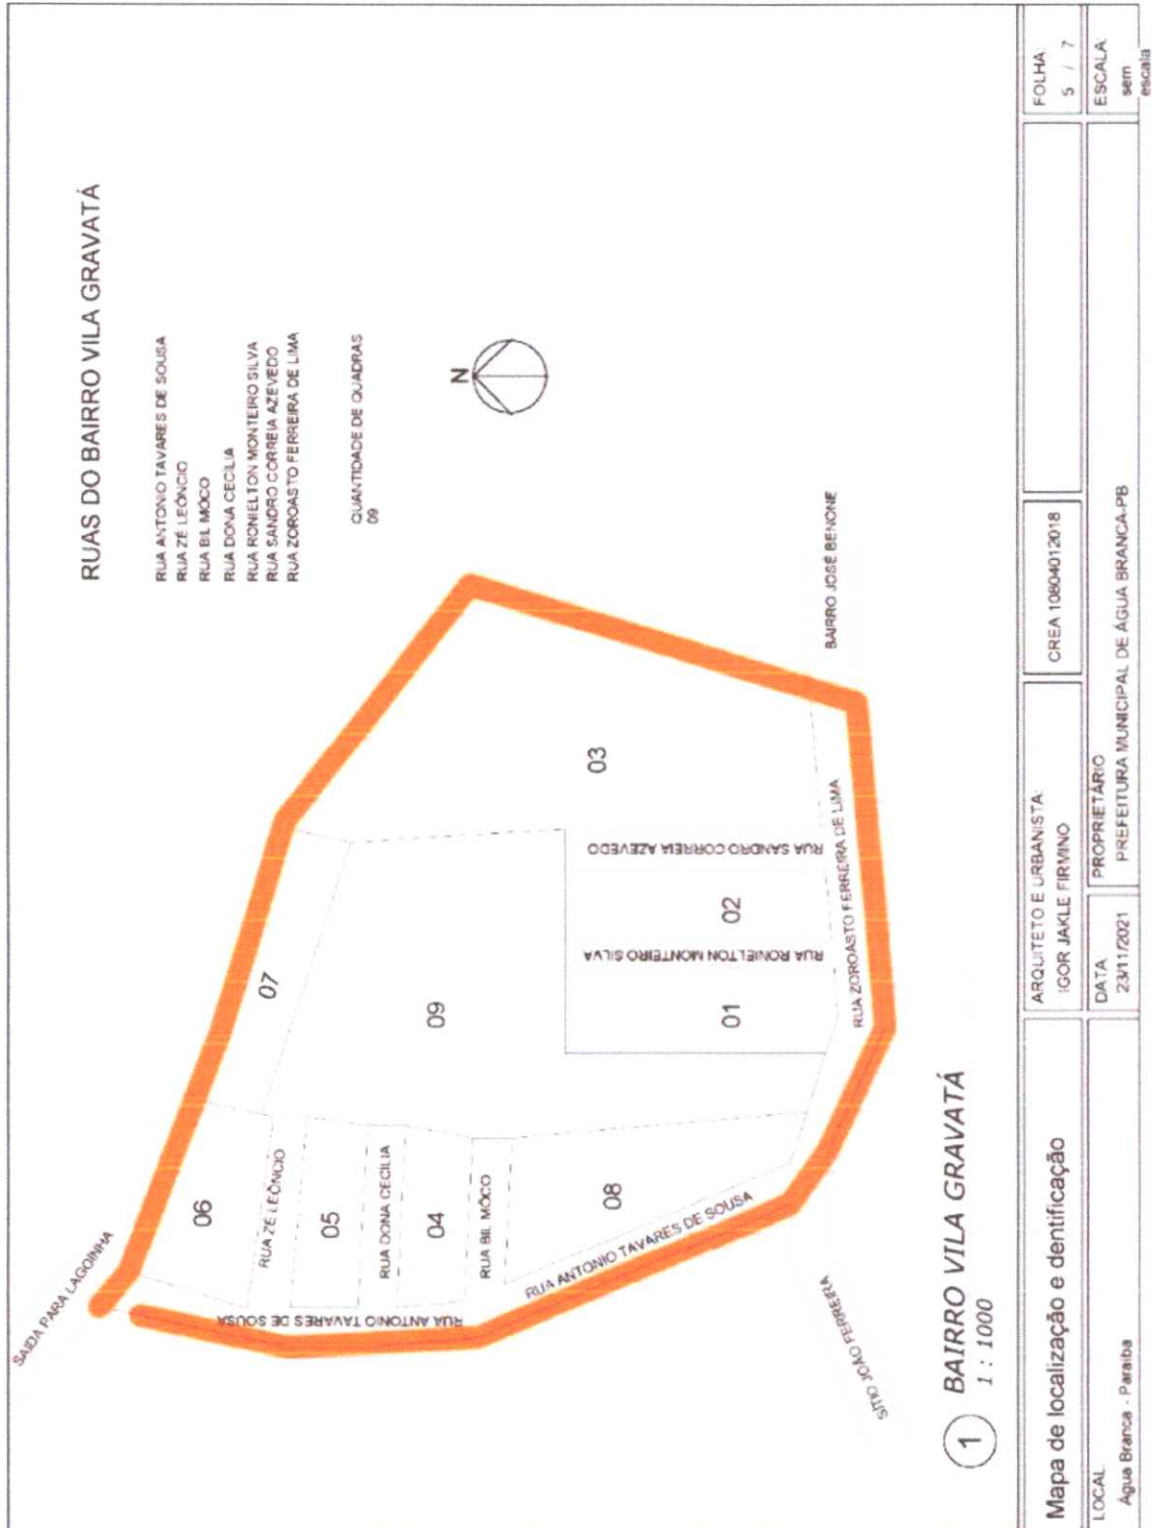 RUAS DO BAIRRO VILA GRAVATÁ
RUA ANTONIO TAVARES DE SOUSA
RUA ZÉ LEÔNCIO
RUA BIL MÓCO
RUA DONA CECÍLIA
RUA RONIELTON MONTEIRO SILVA
RUA SANDRO CORREIA AZEVEDO
RUA ZOROASTO FERREIRA DE LIMA
QUANTIDADE DE QUADRAS
09
N
SAIDA PARA LAGOINHA
06
07
RUA ZÉ LEÔNCIO
05
RUA DONA CECÍLIA
04
RUA BIL MÓCO
09
03
08
RUA ANTONIO TAVARES DE SOUSA
RUA ANTONIO TAVARES DE SOUSA
01
RUA RONIELTON MONTEIRO SILVA
02
RUA SANDRO CORREIA AZEVEDO
RUA ZOROASTO FERREIRA DE LIMA
BAIRRO JOSÉ BENONE
SÍTIO JOÃO FERREIRA
1 BAIRRO VILA GRAVATÁ
1 : 1000
Mapa de localização e dentificação
ARQUITETO E URBANISTA:
IGOR JAKLE FIRMINO
CREA 10804012018
FOLHA:
5 / 7
LOCAL
Água Branca - Paraiba
DATA
23/11/2021
PROPRIETÁRIO
PREFEITURA MUNICIPAL DE ÁGUA BRANCA-PB
ESCALA:
sem
escala